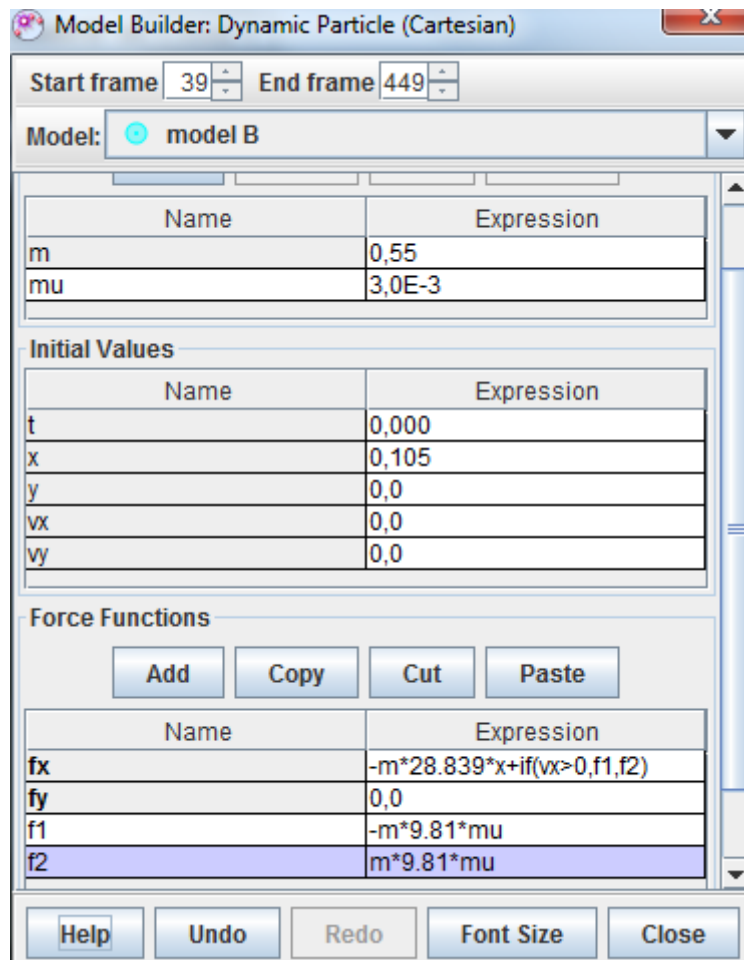 Model Builder: Dynamic Particle (Cartesian)
Start frame 39 End frame 449
Model: model B
Name Expression
m 0,55
mu 3,0E-3
Initial Values
Name Expression
t 0,000
x 0,105
y 0,0
vx 0,0
vy 0,0
Force Functions
Add Copy Cut Paste
Name Expression
fx -m*28.839*x+if(vx>0,f1,f2)
fy 0,0
f1 -m*9.81*mu
f2 m*9.81*mu
Help Undo Redo Font Size Close